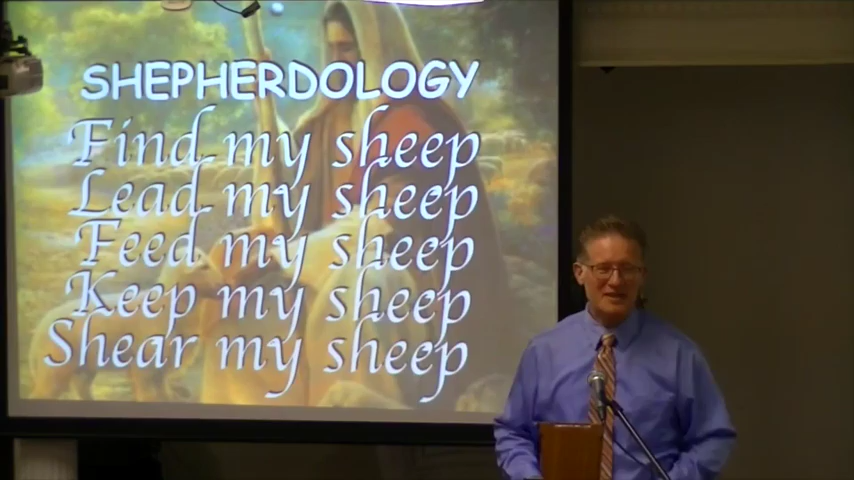 SHEPHERDOLOGY
Find my sheep
Lead my sheep
Feed my sheep
Keep my sheep
Shear my sheep